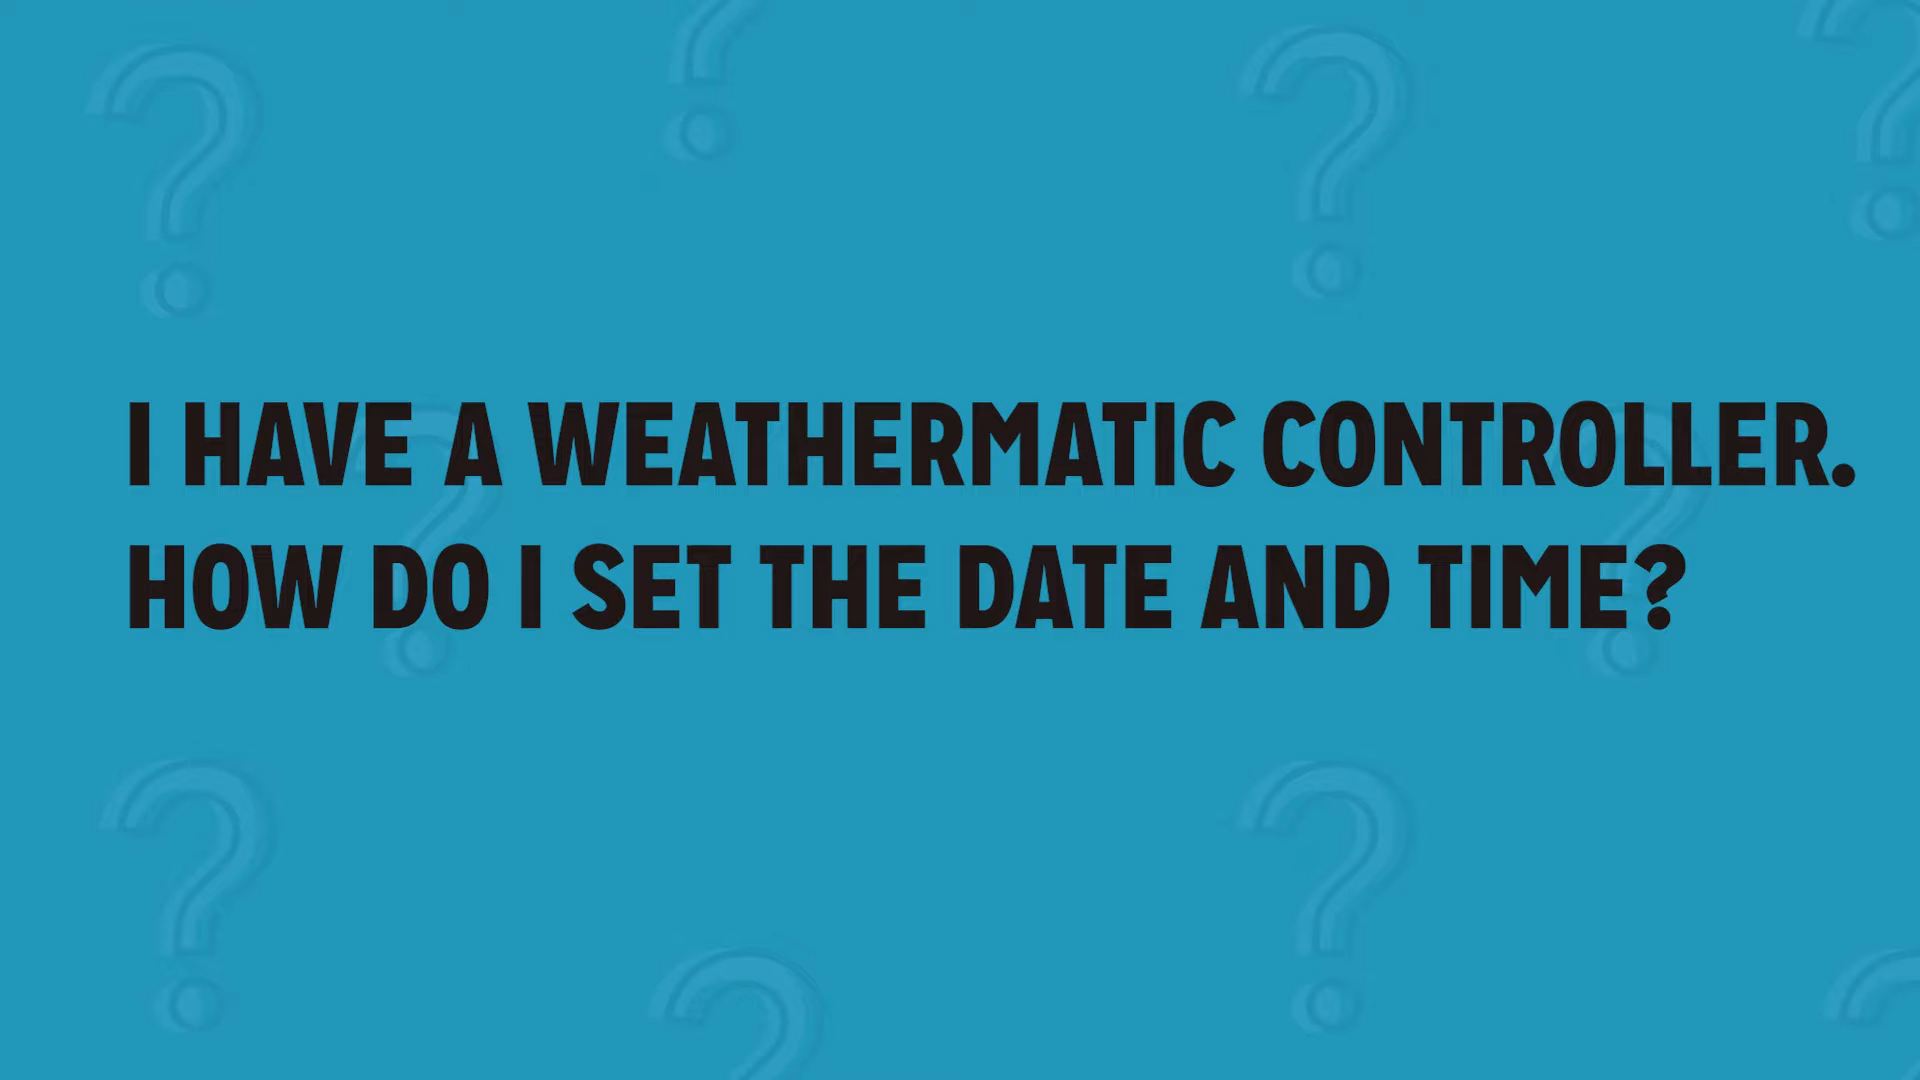 I HAVE A WEATHERMATIC CONTROLLER.
HOW DO I SET THE DATE AND TIME?